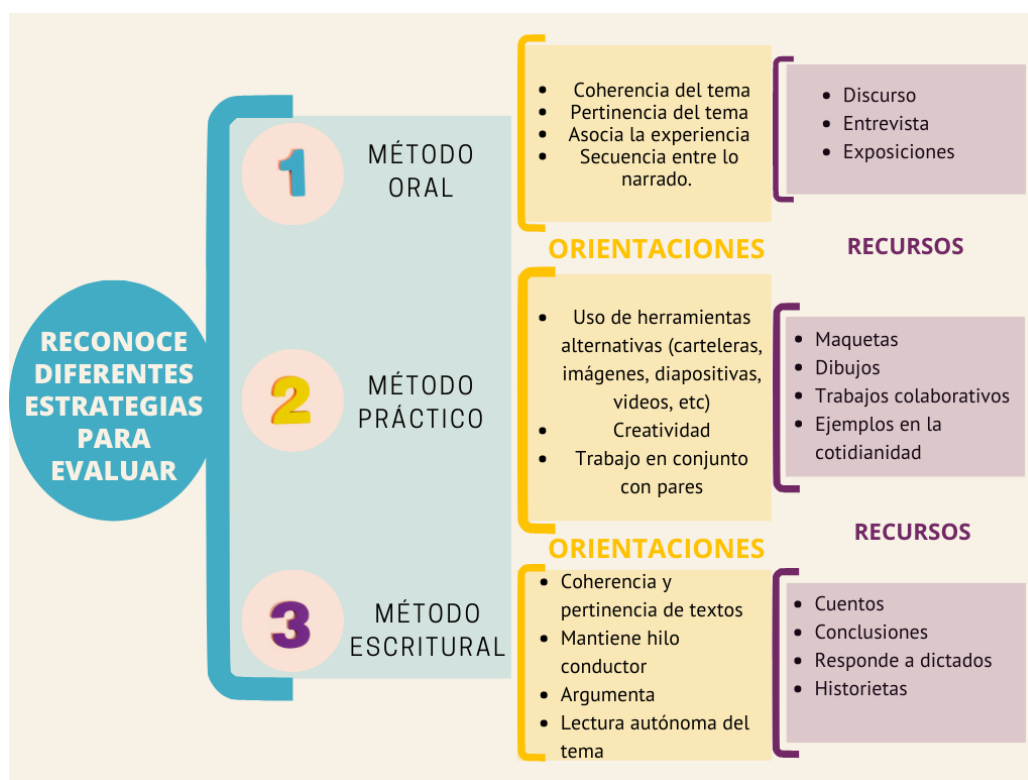 RECONOCE
DIFERENTES
ESTRATEGIAS
PARA
EVALUAR
1
MÉTODO
ORAL
• Coherencia del tema
• Pertinencia del tema
• Asocia la experiencia
• Secuencia entre lo
narrado.
• Discurso
• Entrevista
• Exposiciones
ORIENTACIONES
RECURSOS
2
MÉTODO
PRÁCTICO
• Uso de herramientas
alternativas (carteleras,
imágenes, diapositivas,
videos, etc)
• Creatividad
• Trabajo en conjunto
con pares
• Maquetas
• Dibujos
• Trabajos colaborativos
• Ejemplos en la
cotidianidad
ORIENTACIONES
RECURSOS
3
MÉTODO
ESCRITURAL
• Coherencia y
pertinencia de textos
• Mantiene hilo
conductor
• Argumenta
• Lectura autónoma del
tema
• Cuentos
• Conclusiones
• Responde a dictados
• Historietas